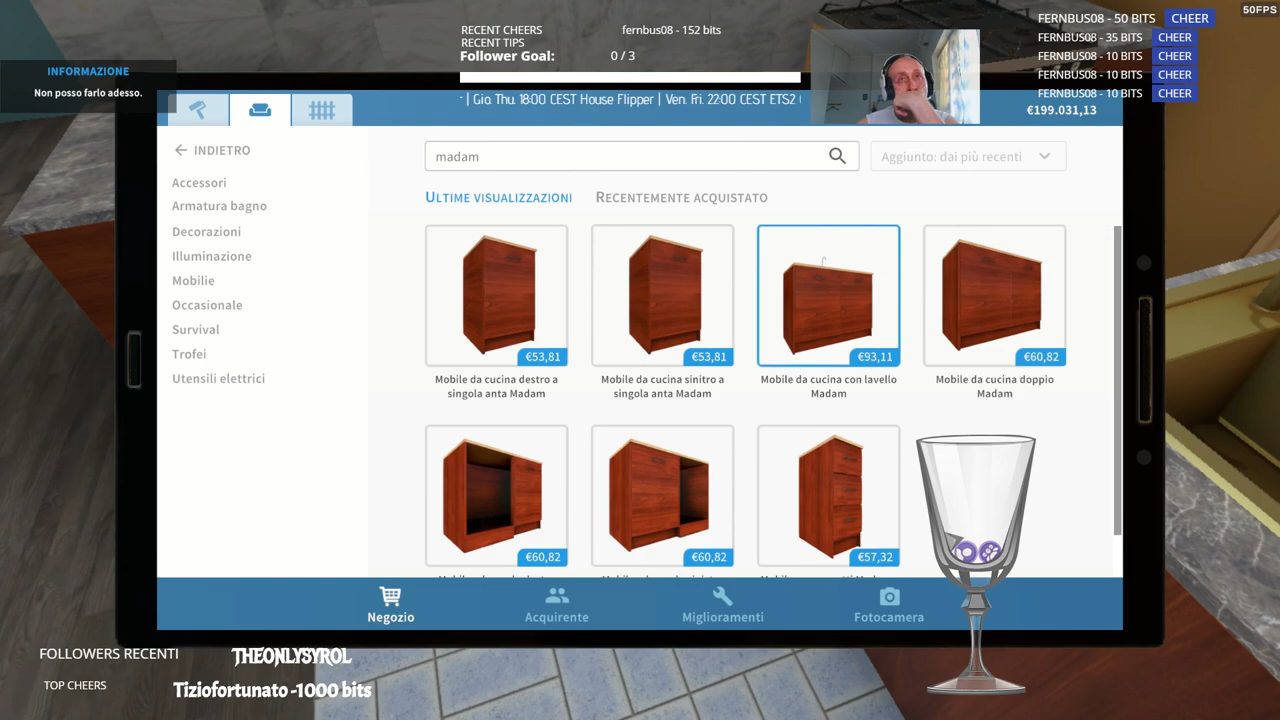 50FPS
RECENT CHEERS fernbus08 - 152 bits
RECENT TIPS
Follower Goal: 0 / 3
FERNBUS08 - 50 BITS CHEER
FERNBUS08 - 35 BITS CHEER
FERNBUS08 - 10 BITS CHEER
FERNBUS08 - 10 BITS CHEER
FERNBUS08 - 10 BITS CHEER
INFORMAZIONE
Non posso farlo adesso.
| Gio. Thu. 18:00 CEST House Flipper | Ven. Fri. 22:00 CEST ETS2
€199.031,13
INDIETRO
Accessori
Armatura bagno
Decorazioni
Illuminazione
Mobilie
Occasionale
Survival
Trofei
Utensili elettrici
madam
Aggiunto: dai più recenti
ULTIME VISUALIZZAZIONI RECENTEMENTE ACQUISTATO
€53,81 €53,81 €93,11 €60,82
Mobile da cucina destro a singola anta Madam
Mobile da cucina sinitro a singola anta Madam
Mobile da cucina con lavello Madam
Mobile da cucina doppio Madam
€60,82 €60,82 €57,32
Negozio Acquirente Miglioramenti Fotocamera
FOLLOWERS RECENTI THEONLYSYROL
TOP CHEERS Tiziofortunato -1000 bits